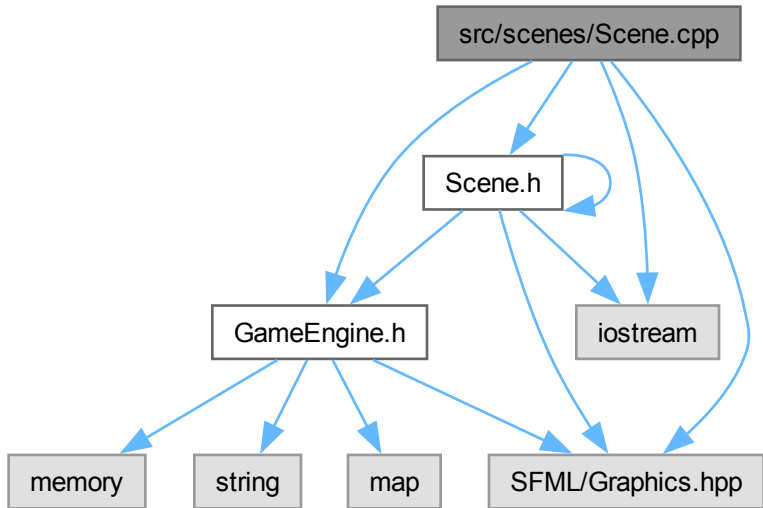 src/scenes/Scene.cpp
Scene.h
GameEngine.h
iostream
memory
string
map
SFML/Graphics.hpp